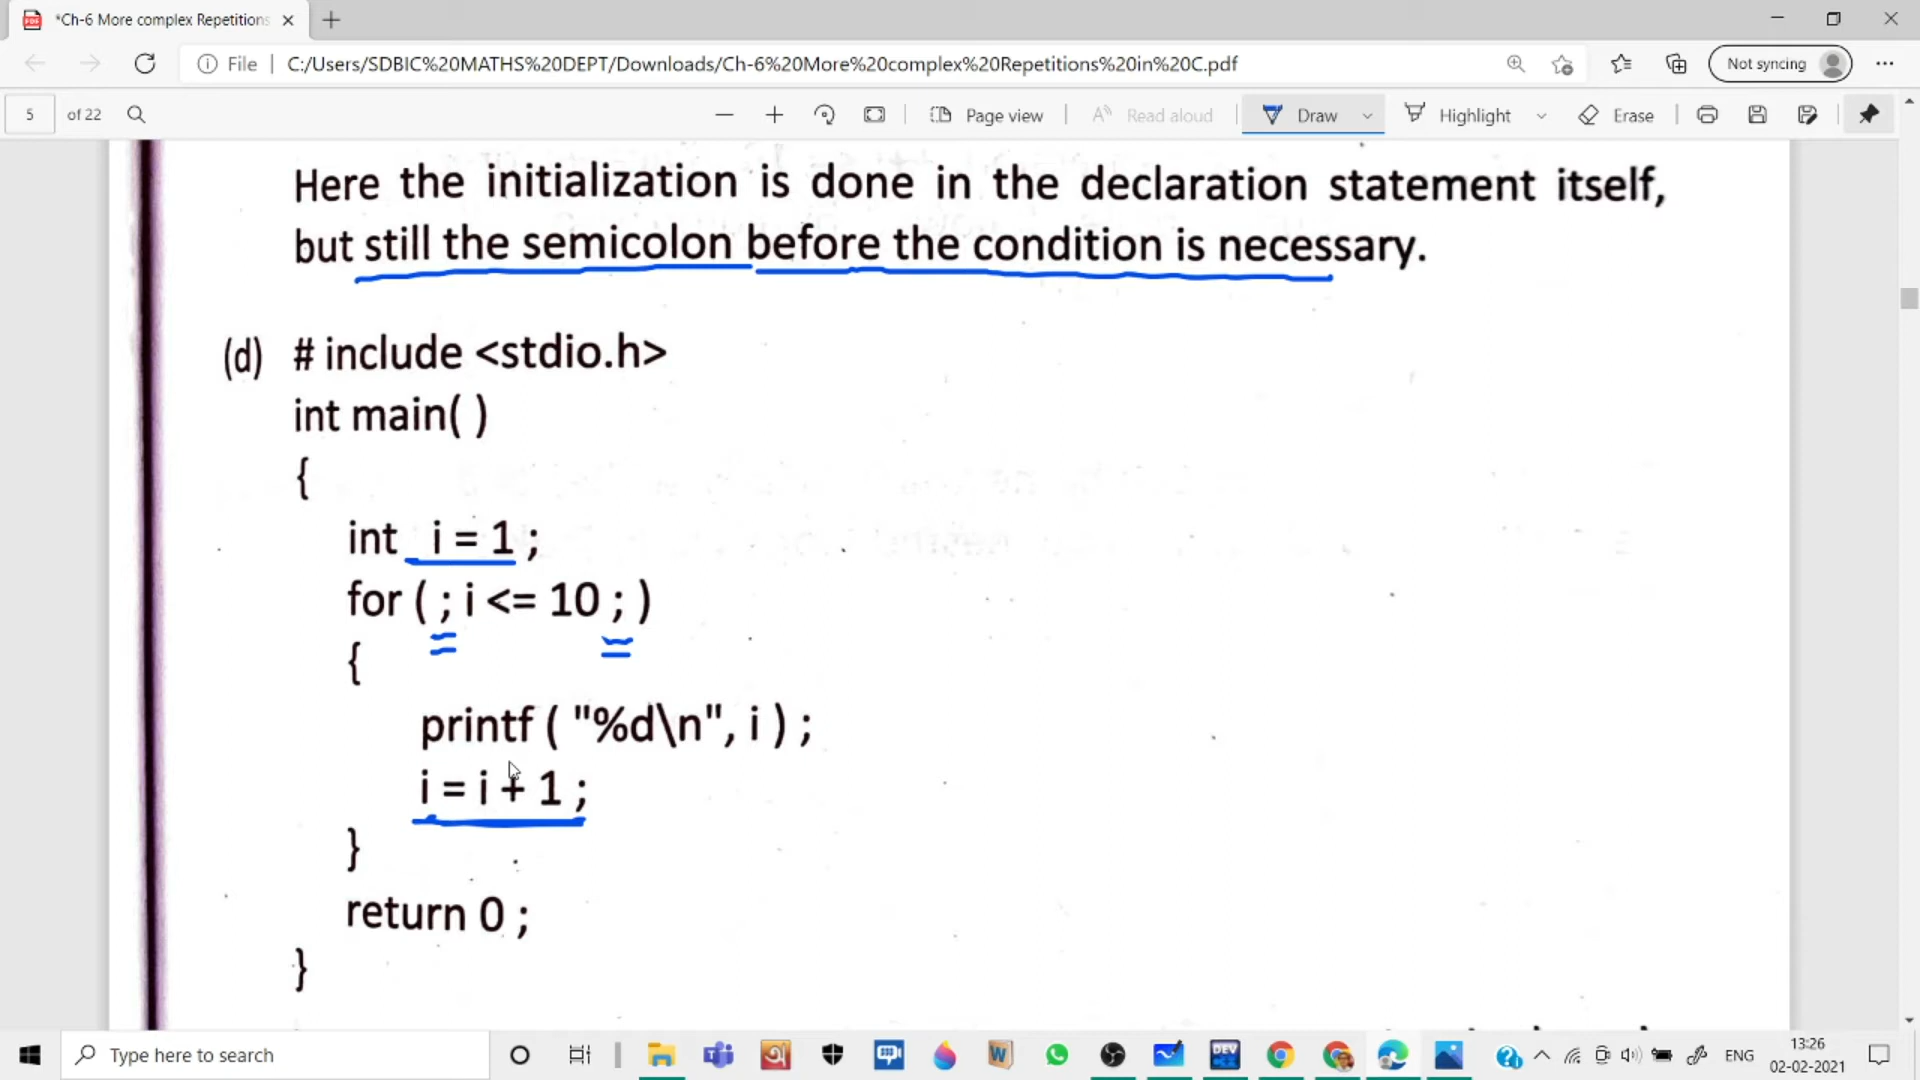 *Ch-6 More complex Repetitions
File
C:/Users/SDBIC%20MATHS%20DEPT/Downloads/Ch-6%20More%20complex%20Repetitions%20in%20C.pdf
Not syncing
5 of 22
Page view
Read aloud
Draw
Highlight
Erase
Here the initialization is done in the declaration statement itself,
but still the semicolon before the condition is necessary.
(d) # include <stdio.h>
int main( )
{
int i = 1 ;
for ( ; i <= 10 ; )
{
printf ( "%d\n", i ) ;
i = i + 1 ;
}
return 0 ;
}
Type here to search
DEV
ENG
13:26
02-02-2021